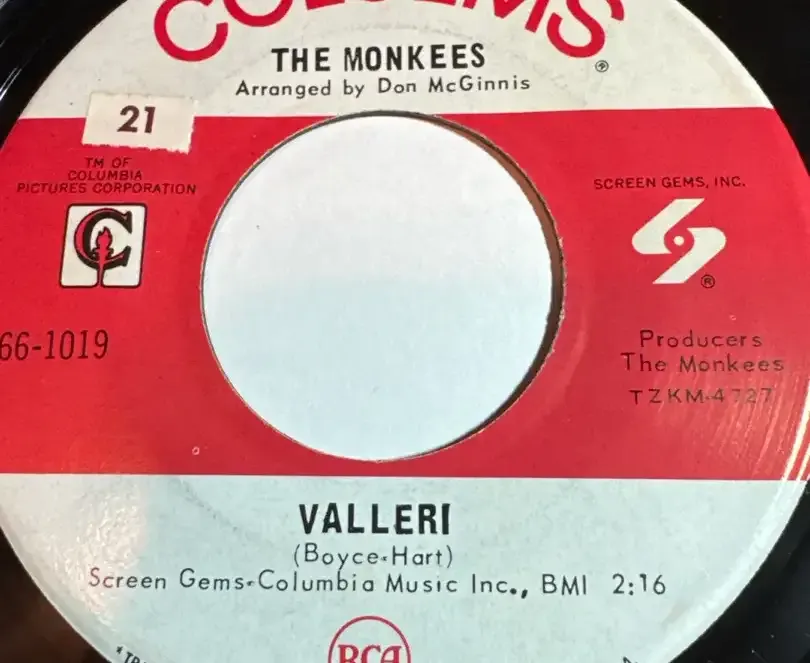 COLGEMS
®
THE MONKEES
Arranged by Don McGinnis
21
TM OF
COLUMBIA
PICTURES CORPORATION
C
SCREEN GEMS, INC.
S
®
66-1019
Producers
The Monkees
TZKM-4727
VALLERI
(Boyce-Hart)
Screen Gems-Columbia Music Inc., BMI 2:16
RCA